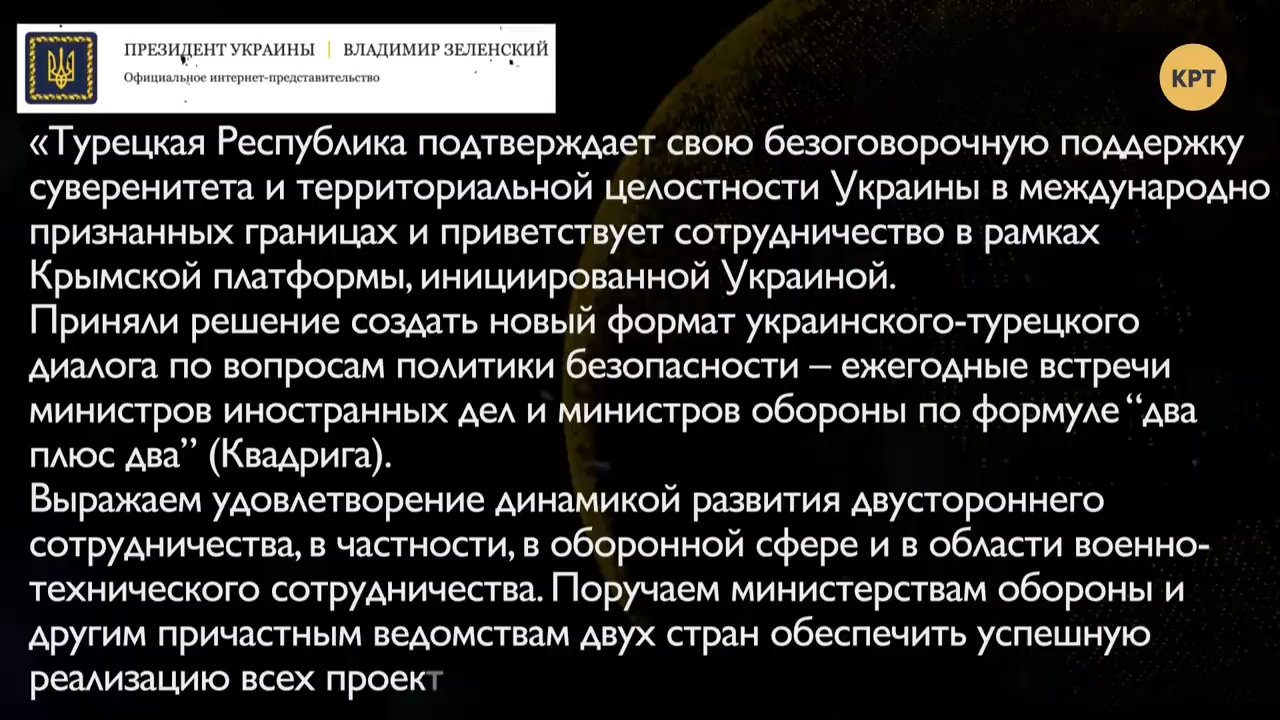 ПРЕЗИДЕНТ УКРАИНЫ | ВЛАДИМИР ЗЕЛЕНСКИЙ
Официальное интернет-представительство
КРТ
«Турецкая Республика подтверждает свою безоговорочную поддержку
суверенитета и территориальной целостности Украины в международно
признанных границах и приветствует сотрудничество в рамках
Крымской платформы, инициированной Украиной.
Приняли решение создать новый формат украинского-турецкого
диалога по вопросам политики безопасности – ежегодные встречи
министров иностранных дел и министров обороны по формуле “два
плюс два” (Квадрига).
Выражаем удовлетворение динамикой развития двустороннего
сотрудничества, в частности, в оборонной сфере и в области военно-
технического сотрудничества. Поручаем министерствам обороны и
другим причастным ведомствам двух стран обеспечить успешную
реализацию всех проект